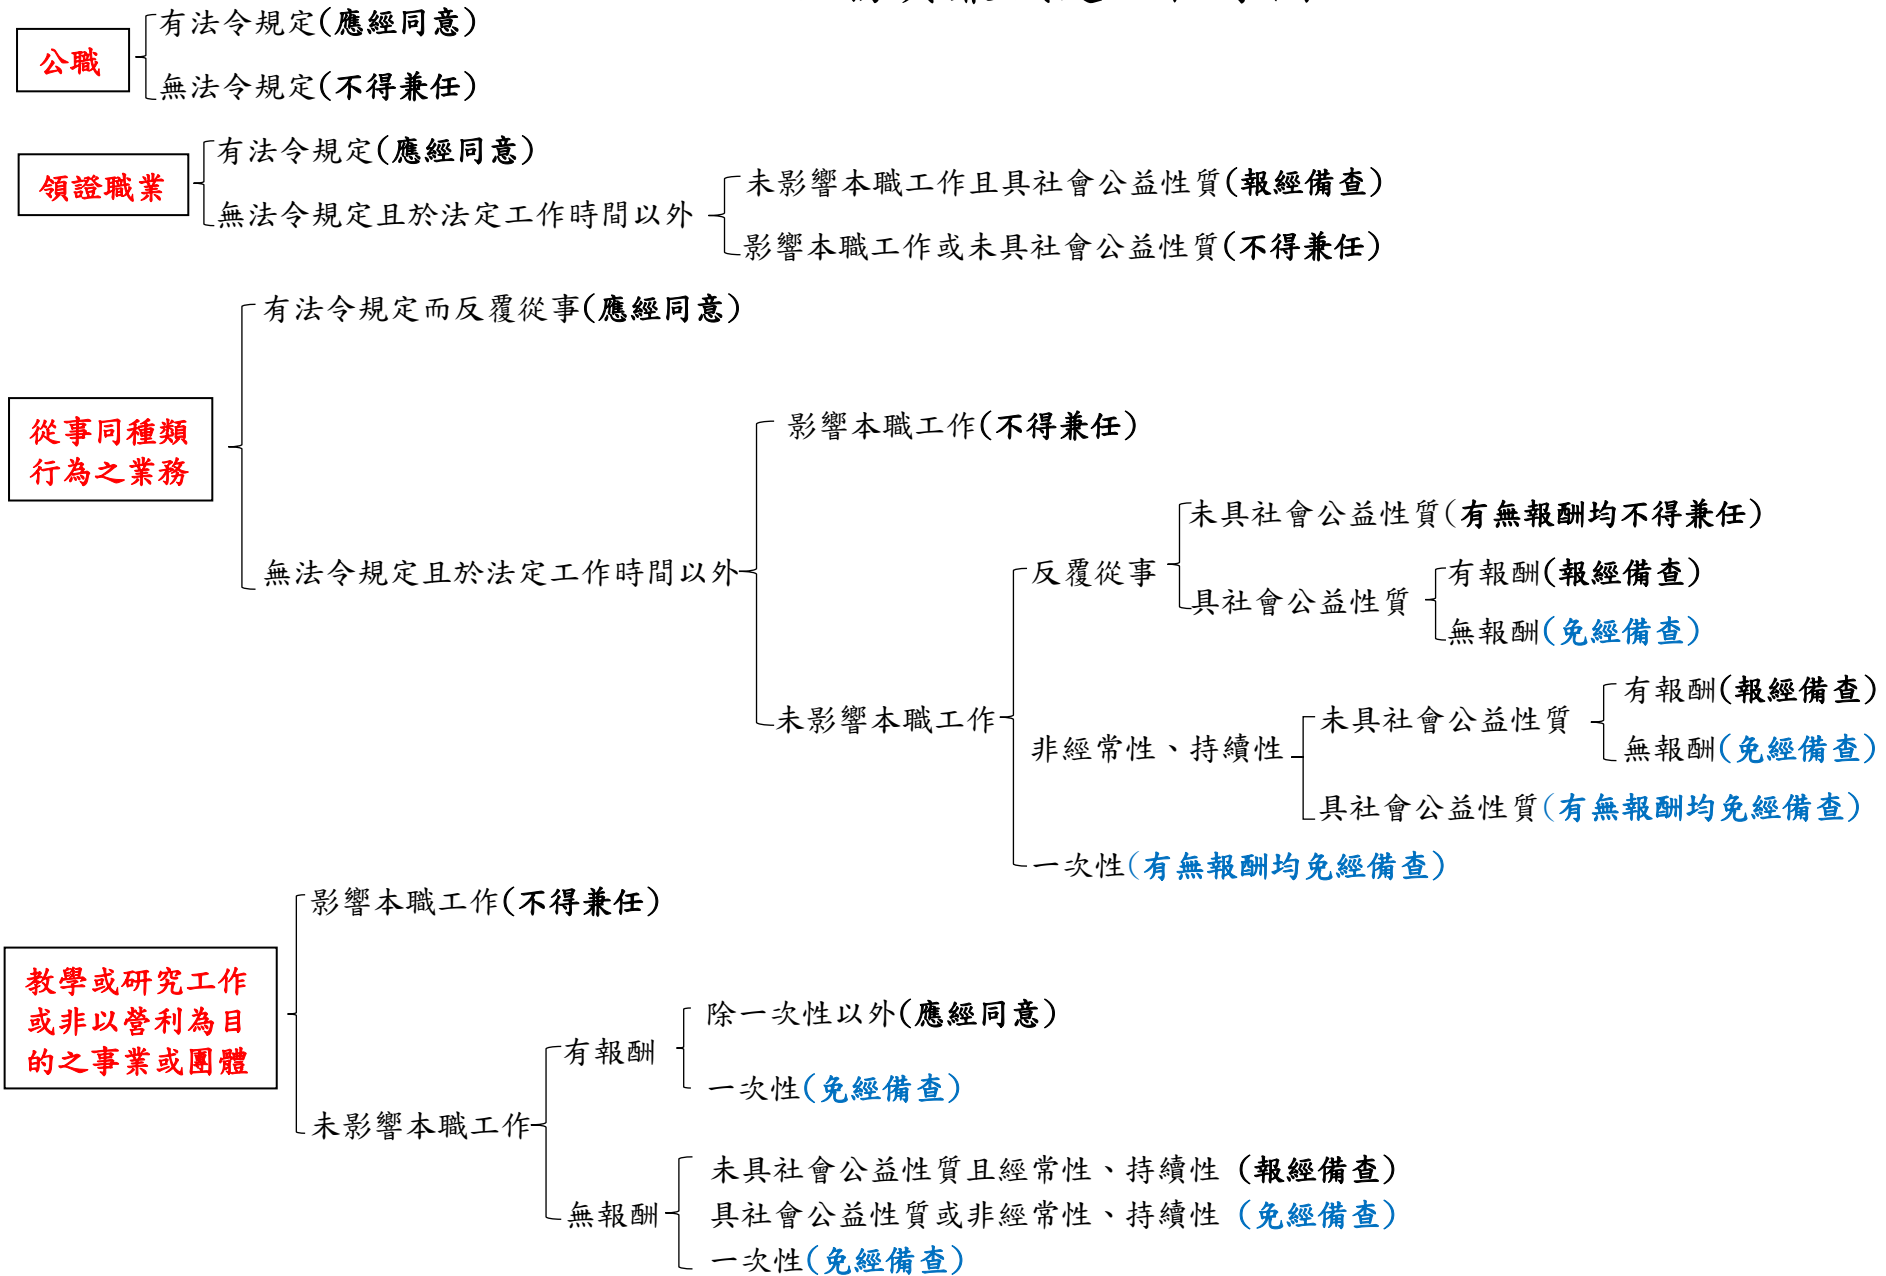 公職
有法令規定(應經同意)
無法令規定(不得兼任)
領證職業
有法令規定(應經同意)
無法令規定且於法定工作時間以外
未影響本職工作且具社會公益性質(報經備查)
影響本職工作或未具社會公益性質(不得兼任)
從事同種類
行為之業務
有法令規定而反覆從事(應經同意)
無法令規定且於法定工作時間以外
影響本職工作(不得兼任)
未影響本職工作
反覆從事
未具社會公益性質(有無報酬均不得兼任)
具社會公益性質
有報酬(報經備查)
無報酬(免經備查)
非經常性、持續性
未具社會公益性質
有報酬(報經備查)
無報酬(免經備查)
具社會公益性質(有無報酬均免經備查)
一次性(有無報酬均免經備查)
教學或研究工作
或非以營利為目
的之事業或團體
影響本職工作(不得兼任)
未影響本職工作
有報酬
除一次性以外(應經同意)
一次性(免經備查)
無報酬
未具社會公益性質且經常性、持續性 (報經備查)
具社會公益性質或非經常性、持續性 (免經備查)
一次性(免經備查)